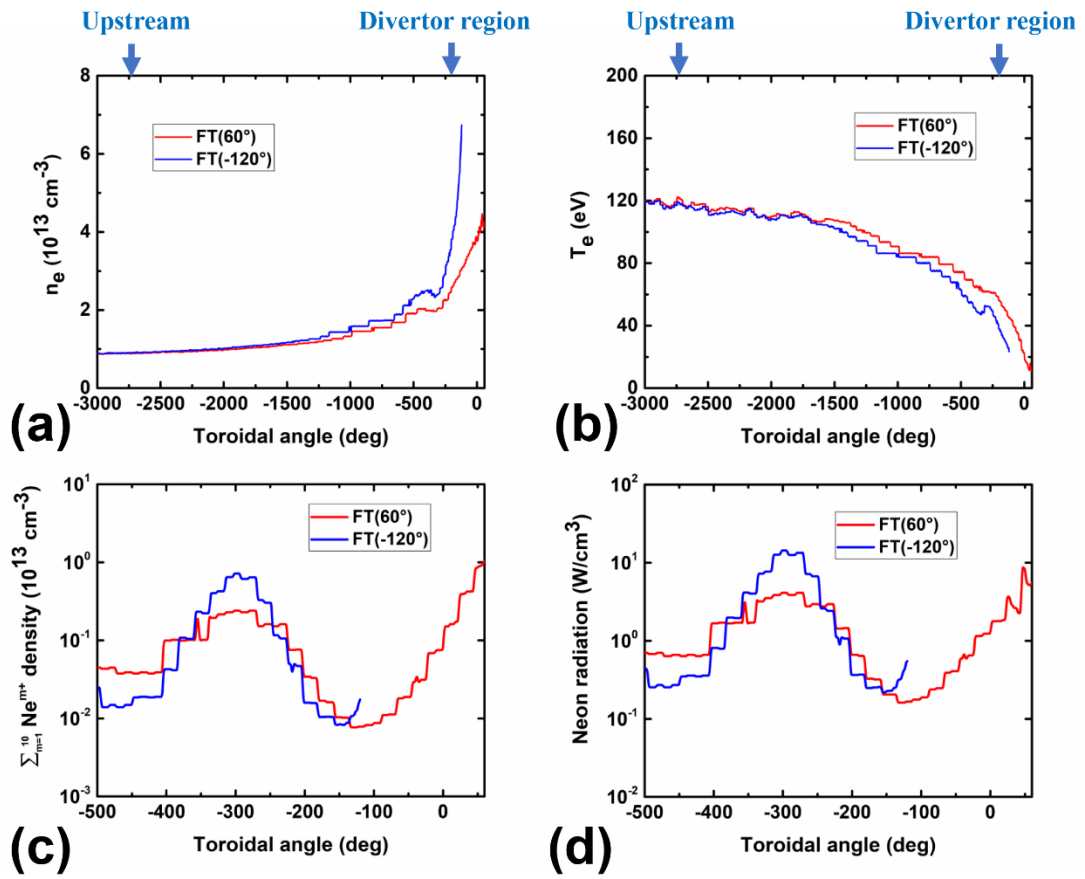 Upstream Divertor region Upstream Divertor region
8 6 4 2 0
n_e (10^13 cm^-3)
FT(60°)
FT(-120°)
-3000 -2500 -2000 -1500 -1000 -500 0
Toroidal angle (deg)
(a)
200 160 120 80 40 0
T_e (eV)
FT(60°)
FT(-120°)
-3000 -2500 -2000 -1500 -1000 -500 0
Toroidal angle (deg)
(b)
10^1 10^0 10^-1 10^-2 10^-3
Σ_m=1^10 Ne^m+ density (10^13 cm^-3)
FT(60°)
FT(-120°)
-500 -400 -300 -200 -100 0
Toroidal angle (deg)
(c)
10^2 10^1 10^0 10^-1 10^-2
Neon radiation (W/cm^3)
FT(60°)
FT(-120°)
-500 -400 -300 -200 -100 0
Toroidal angle (deg)
(d)